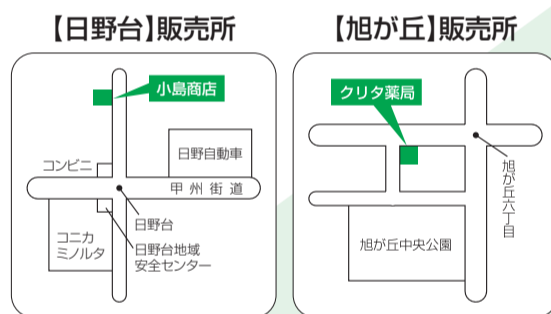 【日野台】販売所
小島商店
コンビニ
日野自動車
甲州街道
日野台
コニカ
ミノルタ
日野台地域
安全センター
【旭が丘】販売所
クリタ薬局
旭が丘六丁目
旭が丘中央公園